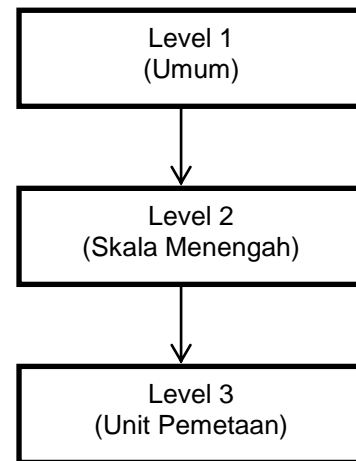 Level 1
(Umum)
Level 2
(Skala Menengah)
Level 3
(Unit Pemetaan)